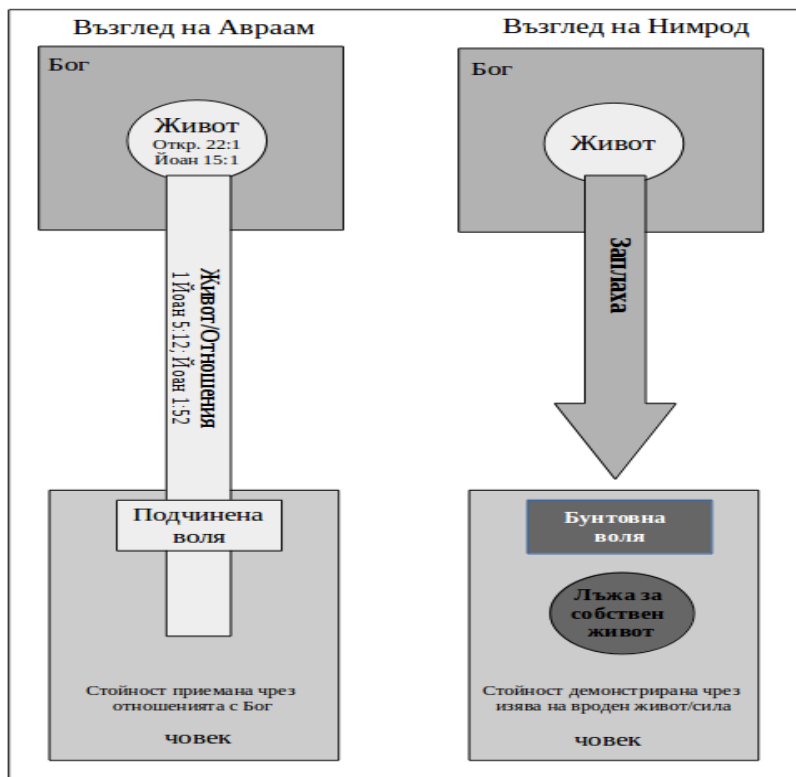 Възглед на Авраам
Бог
Живот
Откр. 22:1
Йоан 15:1
Живот/Отношения
1 Йоан 5:12; Йоан 1:52
Подчинена
воля
Стойност приемана чрез
отношенията с Бог
човек
Възглед на Нимрод
Бог
Живот
Заплаха
Бунтовна
воля
Лъжа за
собствен
живот
Стойност демонстрирана чрез
изява на вроден живот/сила
човек